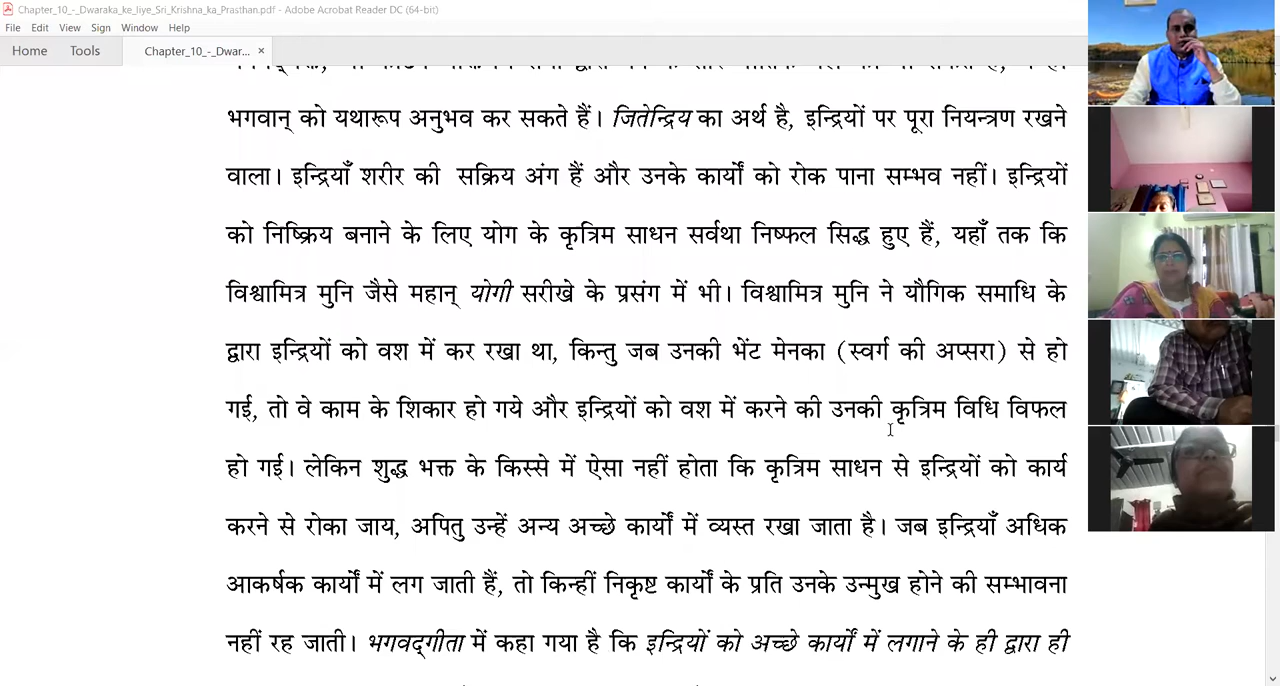 Chapter_10_-_Dwaraka_ke_liye_Sri_Krishna_ka_Prasthan.pdf - Adobe Acrobat Reader DC (64-bit)
File Edit View Sign Window Help
Home Tools Chapter_10_-_Dwar... ×
भगवान् को यथारूप अनुभव कर सकते हैं। जितेन्द्रिय का अर्थ है, इन्द्रियों पर पूरा नियन्त्रण रखने
वाला। इन्द्रियाँ शरीर की सक्रिय अंग हैं और उनके कार्यों को रोक पाना सम्भव नहीं। इन्द्रियों
को निष्क्रिय बनाने के लिए योग के कृत्रिम साधन सर्वथा निष्फल सिद्ध हुए हैं, यहाँ तक कि
विश्वामित्र मुनि जैसे महान् योगी सरीखे के प्रसंग में भी। विश्वामित्र मुनि ने यौगिक समाधि के
द्वारा इन्द्रियों को वश में कर रखा था, किन्तु जब उनकी भेंट मेनका (स्वर्ग की अप्सरा) से हो
गई, तो वे काम के शिकार हो गये और इन्द्रियों को वश में करने की उनकी कृत्रिम विधि विफल
हो गई। लेकिन शुद्ध भक्त के किस्से में ऐसा नहीं होता कि कृत्रिम साधन से इन्द्रियों को कार्य
करने से रोका जाय, अपितु उन्हें अन्य अच्छे कार्यों में व्यस्त रखा जाता है। जब इन्द्रियाँ अधिक
आकर्षक कार्यों में लग जाती हैं, तो किन्हीं निकृष्ट कार्यों के प्रति उनके उन्मुख होने की सम्भावना
नहीं रह जाती। भगवद्‌गीता में कहा गया है कि इन्द्रियों को अच्छे कार्यों में लगाने के ही द्वारा ही